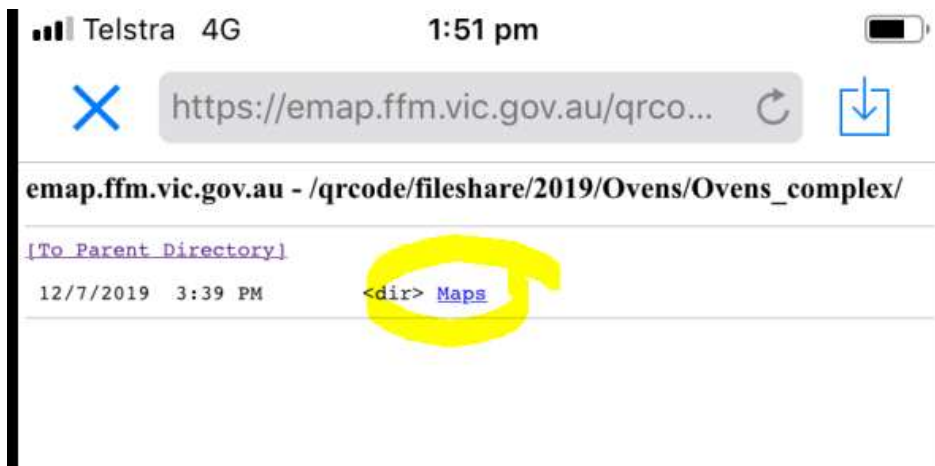 Telstra 4G 1:51 pm
https://emap.ffm.vic.gov.au/qrco...
emap.ffm.vic.gov.au - /qrcode/fileshare/2019/Ovens/Ovens_complex/
[To Parent Directory]
12/7/2019 3:39 PM <dir> Maps